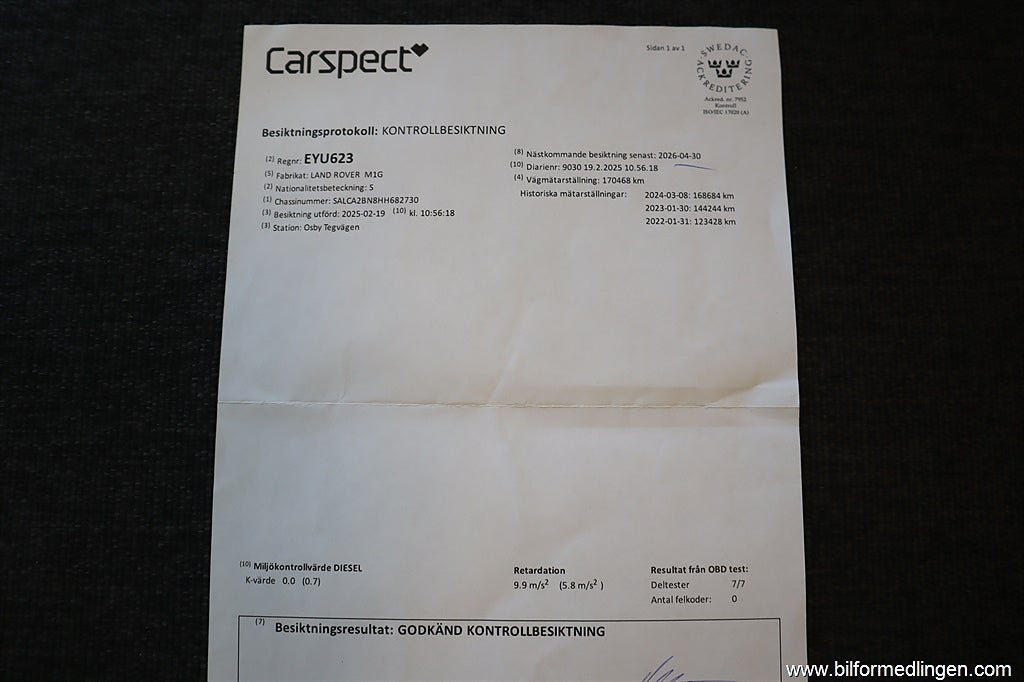 Carspect
Sidan 1 av 1
SWEDAC
ACKREDITERING
Ackred. nr. 7952
Kontroll
ISO/IEC 17020 (A)
Besiktningsprotokoll: KONTROLLBESIKTNING
(2) Regnr: EYU623
(5) Fabrikat: LAND ROVER M1G
(2) Nationalitetsbeteckning: S
(1) Chassinummer: SALCA2BN8HH682730
(3) Besiktning utförd: 2025-02-19 (10) kl. 10:56:18
(3) Station: Osby Tegvägen
(8) Nästkommande besiktning senast: 2026-04-30
(10) Diarienr: 9030 19.2.2025 10.56.18
(4) Vägmätarställning: 170468 km
Historiska mätarställningar: 2024-03-08: 168684 km
2023-01-30: 144244 km
2022-01-31: 123428 km
(10) Miljökontrollvärde DIESEL
K-värde 0.0 (0.7)
Retardation
9.9 m/s² (5.8 m/s² )
Resultat från OBD test:
Deltester 7/7
Antal felkoder: 0
(7) Besiktningsresultat: GODKÄND KONTROLLBESIKTNING
www.bilformedlingen.com